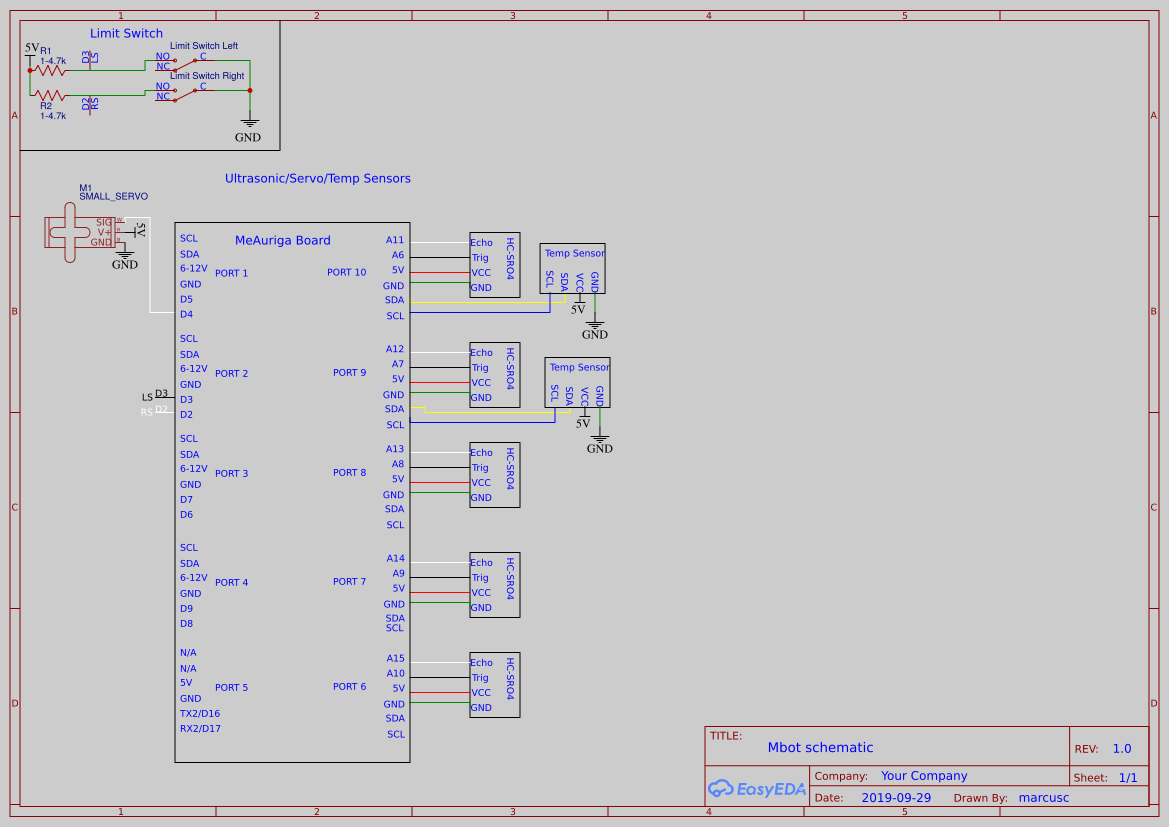 1 2 3 4 5
A
B
C
D
A
B
C
D
Limit Switch
5V
R1
1-4.7k
D3
LS
Limit Switch Left
NO
NC
C
Limit Switch Right
NO
NC
C
R2
1-4.7k
D2
RS
GND
Ultrasonic/Servo/Temp Sensors
M1
SMALL_SERVO
SIG
V+
GND
W
R
B
5V
GND
MeAuriga Board
SCL
SDA
6-12V
PORT 1
GND
D5
D4
SCL
SDA
6-12V
PORT 2
GND
LS D3
D3
RS D2
D2
SCL
SDA
6-12V
PORT 3
GND
D7
D6
SCL
SDA
6-12V
PORT 4
GND
D9
D8
N/A
N/A
5V
PORT 5
GND
TX2/D16
RX2/D17
A11
A6
PORT 10
5V
GND
SDA
SCL
A12
A7
PORT 9
5V
GND
SDA
SCL
A13
A8
PORT 8
5V
GND
SDA
SCL
A14
A9
PORT 7
5V
GND
SDA
SCL
A15
A10
PORT 6
5V
GND
SDA
SCL
Echo
Trig
VCC
GND
HC-SRO4
Temp Sensor
SCL
SDA
VCC
GND
5V
GND
Echo
Trig
VCC
GND
HC-SRO4
Temp Sensor
SCL
SDA
VCC
GND
5V
GND
Echo
Trig
VCC
GND
HC-SRO4
Echo
Trig
VCC
GND
HC-SRO4
Echo
Trig
VCC
GND
HC-SRO4
TITLE:
Mbot schematic
REV: 1.0
EasyEDA
Company: Your Company
Sheet: 1/1
Date: 2019-09-29 Drawn By: marcusc
1 2 3 4 5